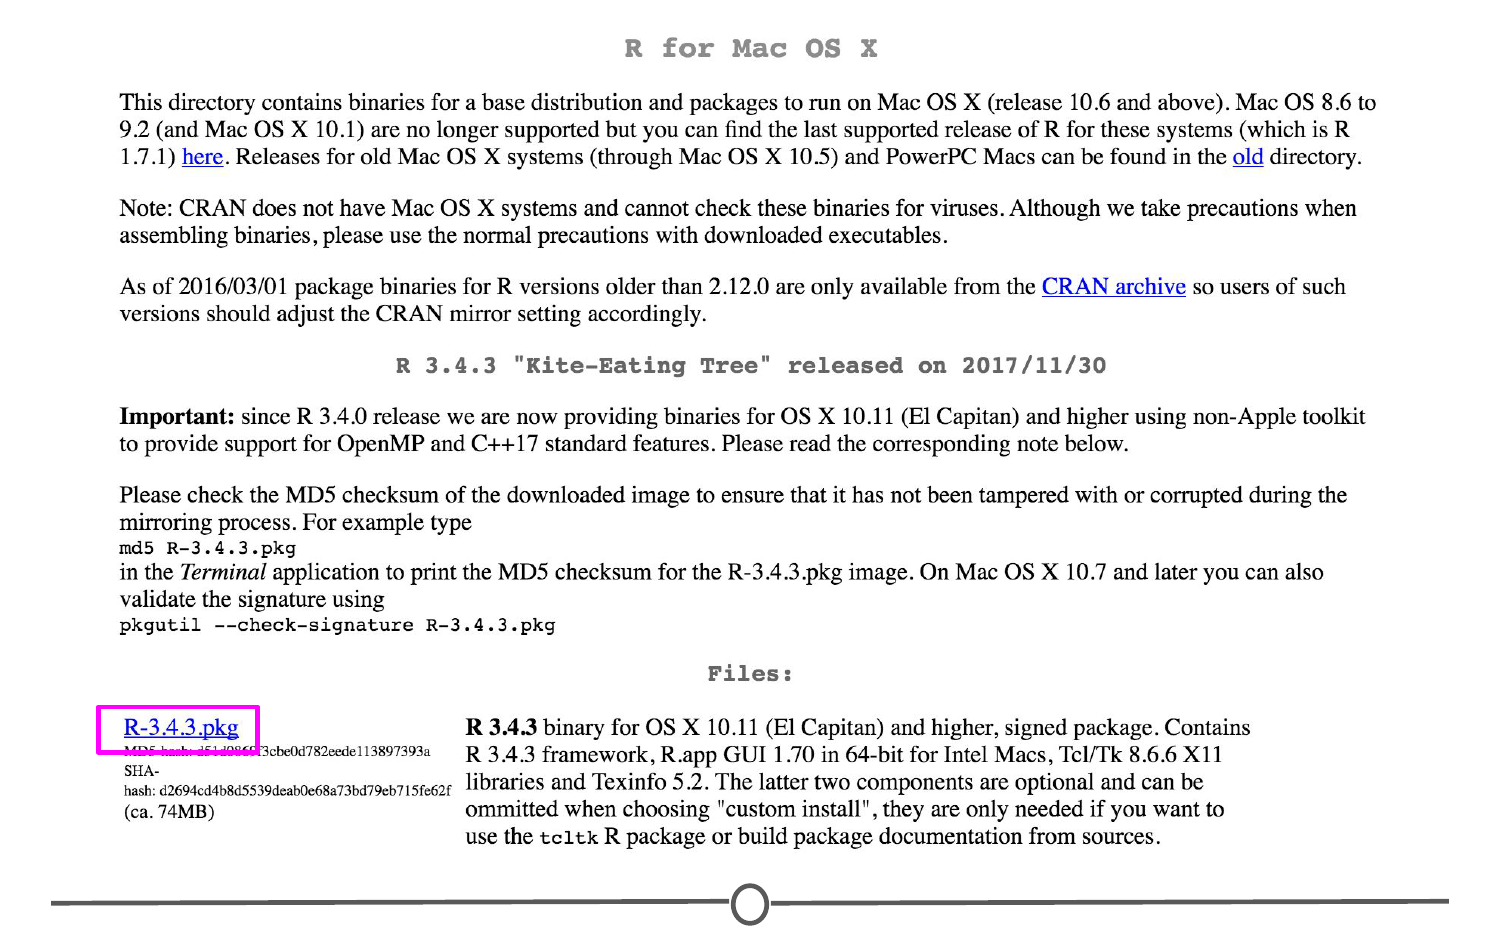 R for Mac OS X
This directory contains binaries for a base distribution and packages to run on Mac OS X (release 10.6 and above). Mac OS 8.6 to
9.2 (and Mac OS X 10.1) are no longer supported but you can find the last supported release of R for these systems (which is R
1.7.1) here. Releases for old Mac OS X systems (through Mac OS X 10.5) and PowerPC Macs can be found in the old directory.
Note: CRAN does not have Mac OS X systems and cannot check these binaries for viruses. Although we take precautions when
assembling binaries, please use the normal precautions with downloaded executables.
As of 2016/03/01 package binaries for R versions older than 2.12.0 are only available from the CRAN archive so users of such
versions should adjust the CRAN mirror setting accordingly.
R 3.4.3 "Kite-Eating Tree" released on 2017/11/30
Important: since R 3.4.0 release we are now providing binaries for OS X 10.11 (El Capitan) and higher using non-Apple toolkit
to provide support for OpenMP and C++17 standard features. Please read the corresponding note below.
Please check the MD5 checksum of the downloaded image to ensure that it has not been tampered with or corrupted during the
mirroring process. For example type
md5 R-3.4.3.pkg
in the Terminal application to print the MD5 checksum for the R-3.4.3.pkg image. On Mac OS X 10.7 and later you can also
validate the signature using
pkgutil --check-signature R-3.4.3.pkg
Files:
R-3.4.3.pkg
MD5-hash:
SHA-
hash: d2694cd4b8d5539deab0e68a73bd79eb715fe62f
(ca. 74MB)
R 3.4.3 binary for OS X 10.11 (El Capitan) and higher, signed package. Contains
R 3.4.3 framework, R.app GUI 1.70 in 64-bit for Intel Macs, Tcl/Tk 8.6.6 X11
libraries and Texinfo 5.2. The latter two components are optional and can be
ommitted when choosing "custom install", they are only needed if you want to
use the tcltk R package or build package documentation from sources.